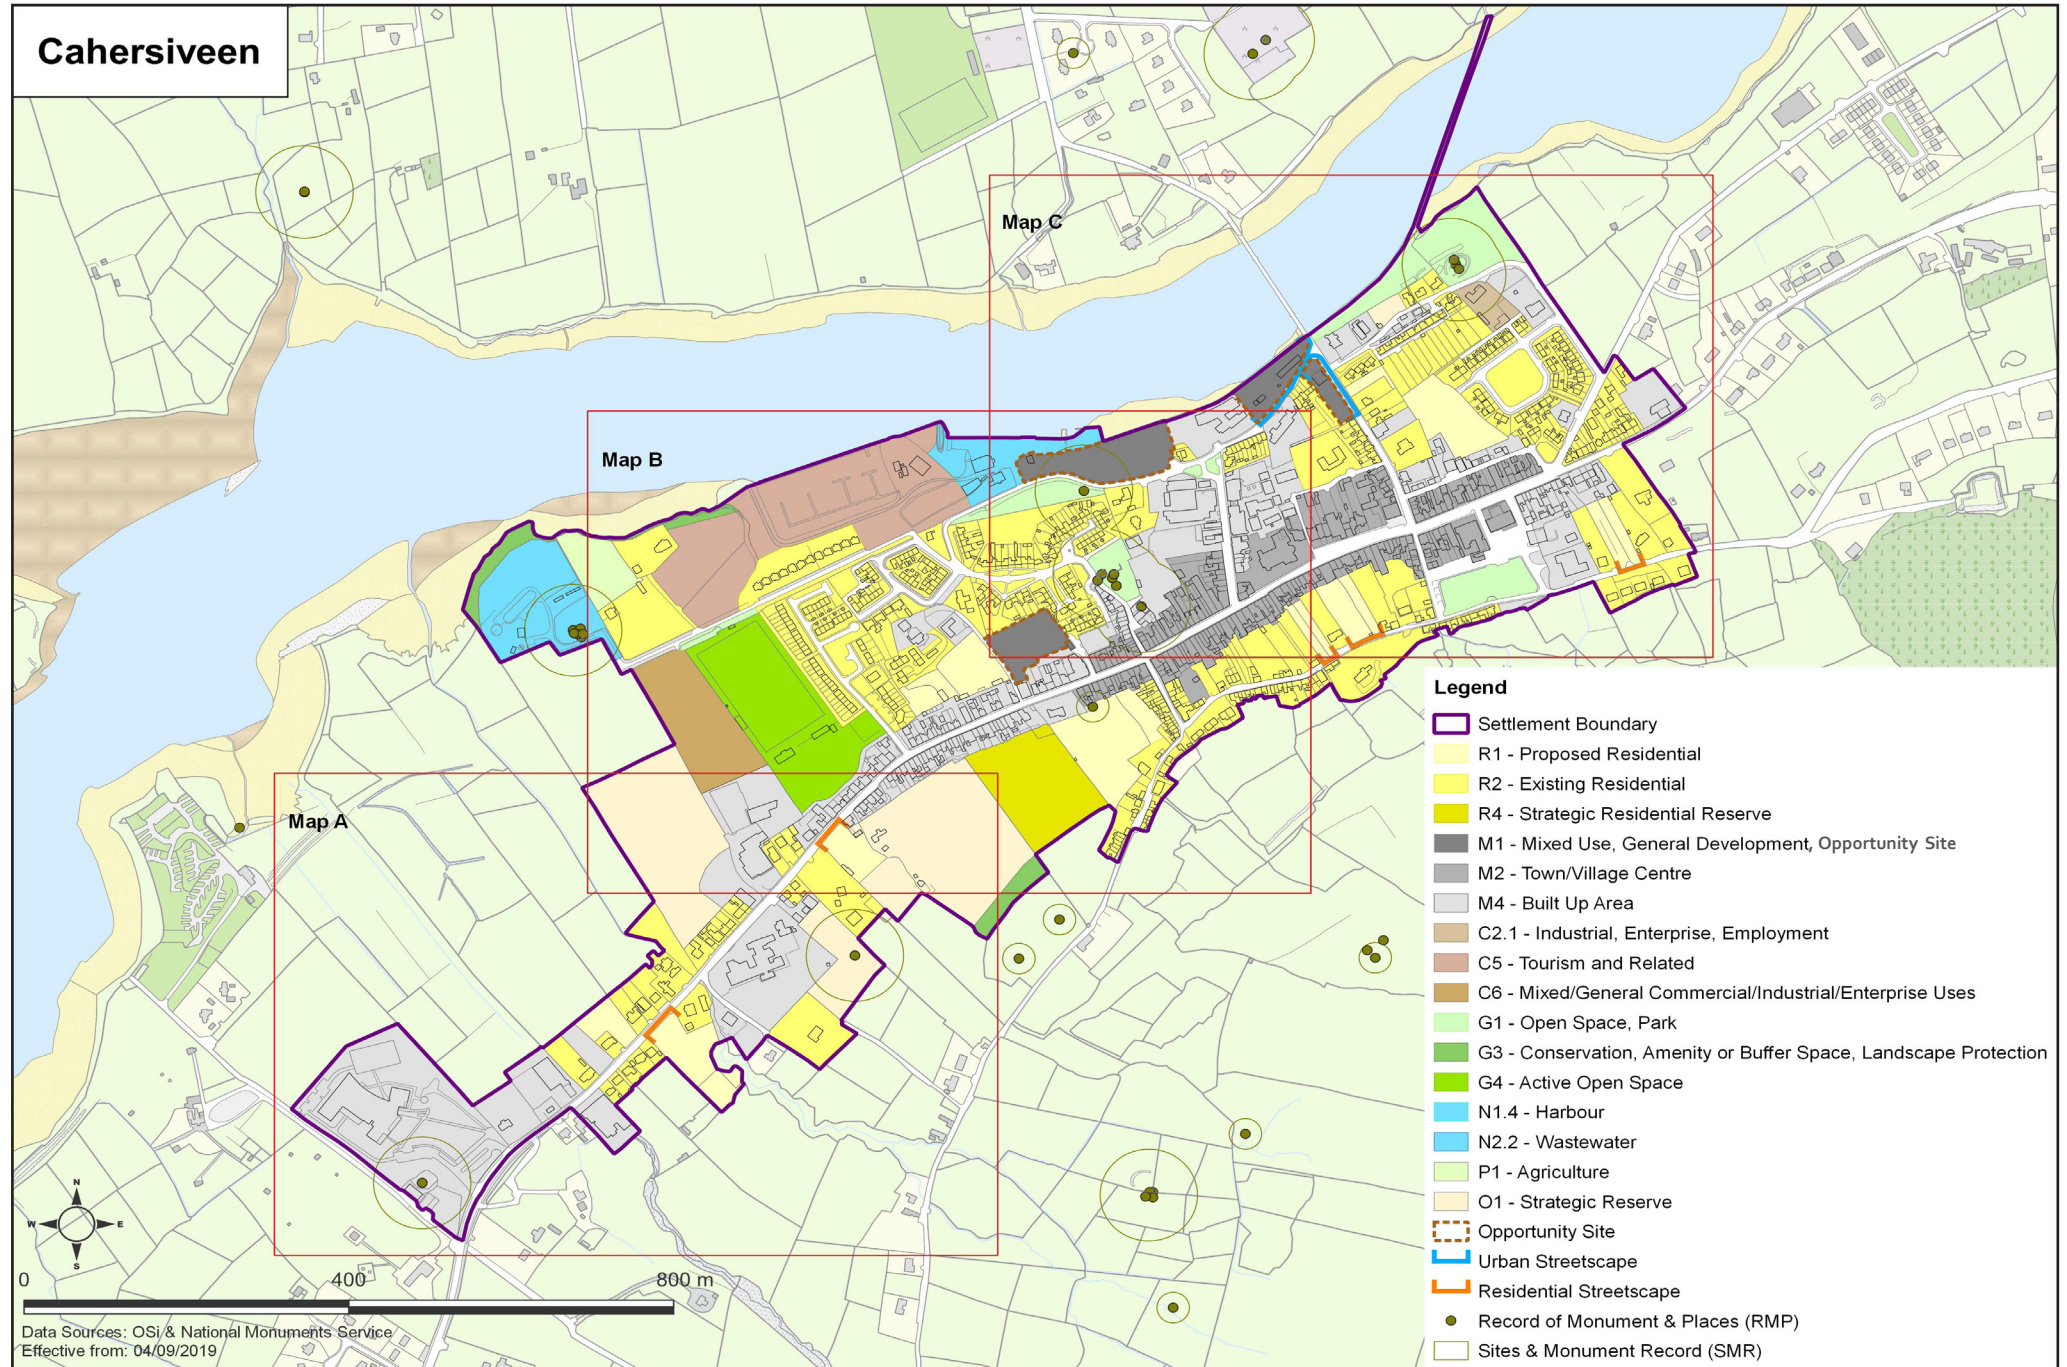 Cahersiveen
Map C
Map B
Map A
Legend
Settlement Boundary
R1 - Proposed Residential
R2 - Existing Residential
R4 - Strategic Residential Reserve
M1 - Mixed Use, General Development, Opportunity Site
M2 - Town/Village Centre
M4 - Built Up Area
C2.1 - Industrial, Enterprise, Employment
C5 - Tourism and Related
C6 - Mixed/General Commercial/Industrial/Enterprise Uses
G1 - Open Space, Park
G3 - Conservation, Amenity or Buffer Space, Landscape Protection
G4 - Active Open Space
N1.4 - Harbour
N2.2 - Wastewater
P1 - Agriculture
O1 - Strategic Reserve
Opportunity Site
Urban Streetscape
Residential Streetscape
Record of Monument & Places (RMP)
Sites & Monument Record (SMR)
N
W E
S
0 400 800 m
Data Sources: OSi & National Monuments Service
Effective from: 04/09/2019